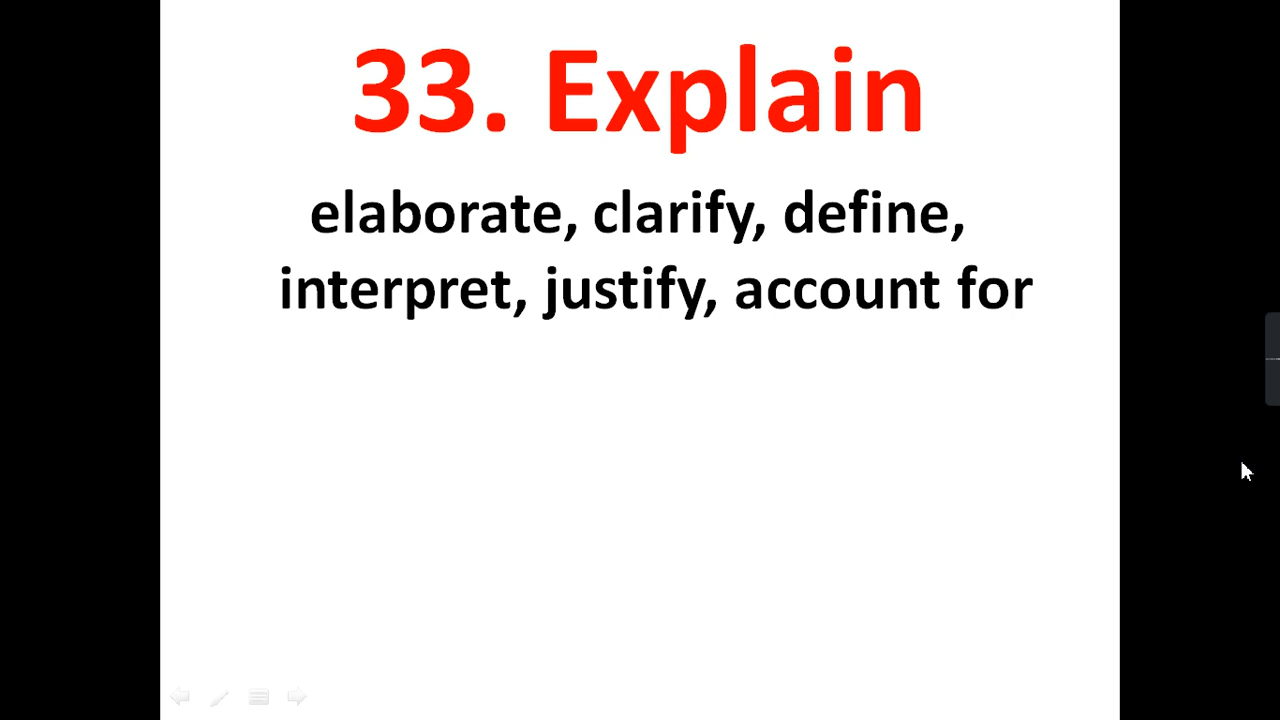 33. Explain
elaborate, clarify, define,
interpret, justify, account for